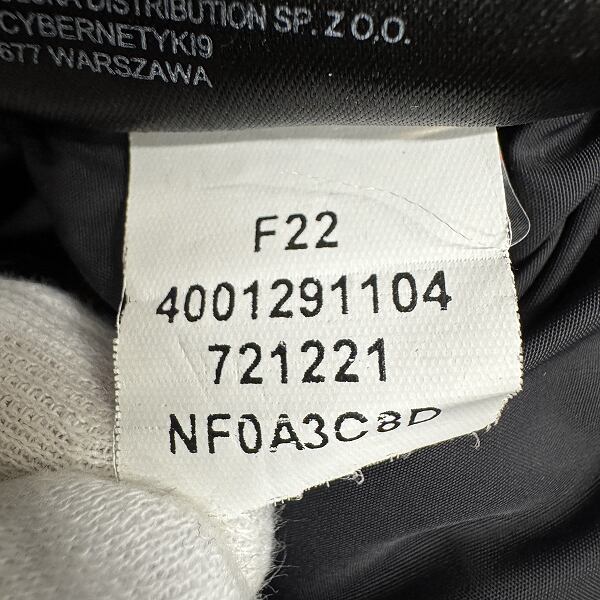 DISTRIBUTION SP. Z O.O.
CYBERNETYKI9
677 WARSZAWA
F22
4001291104
721221
NF0A3C8D